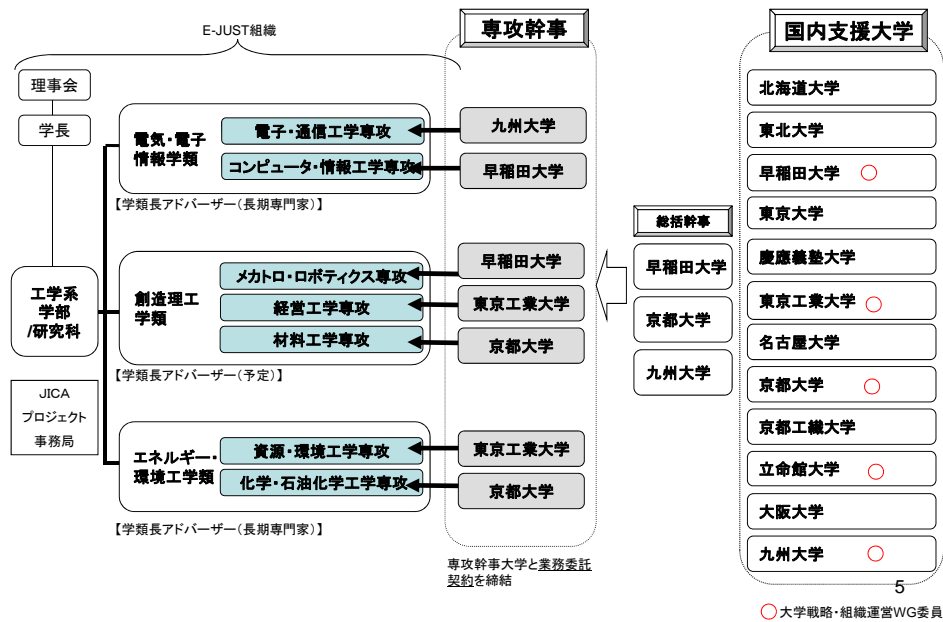 E-JUST組織
専攻幹事
国内支援大学
理事会
学長
工学系
学部
/研究科
JICA
プロジェクト
事務局
電気・電子
情報学類
電子・通信工学専攻
コンピュータ・情報工学専攻
【学類長アドバーザー(長期専門家)】
創造理工
学類
メカトロ・ロボティクス専攻
経営工学専攻
材料工学専攻
【学類長アドバーザー(予定)】
エネルギー・
環境工学類
資源・環境工学専攻
化学・石油化学工学専攻
【学類長アドバーザー(長期専門家)】
九州大学
早稲田大学
早稲田大学
東京工業大学
京都大学
東京工業大学
京都大学
専攻幹事大学と業務委託
契約を締結
総括幹事
早稲田大学
京都大学
九州大学
北海道大学
東北大学
早稲田大学
東京大学
慶應義塾大学
東京工業大学
名古屋大学
京都大学
京都工繊大学
立命館大学
大阪大学
九州大学
5
大学戦略・組織運営WG委員